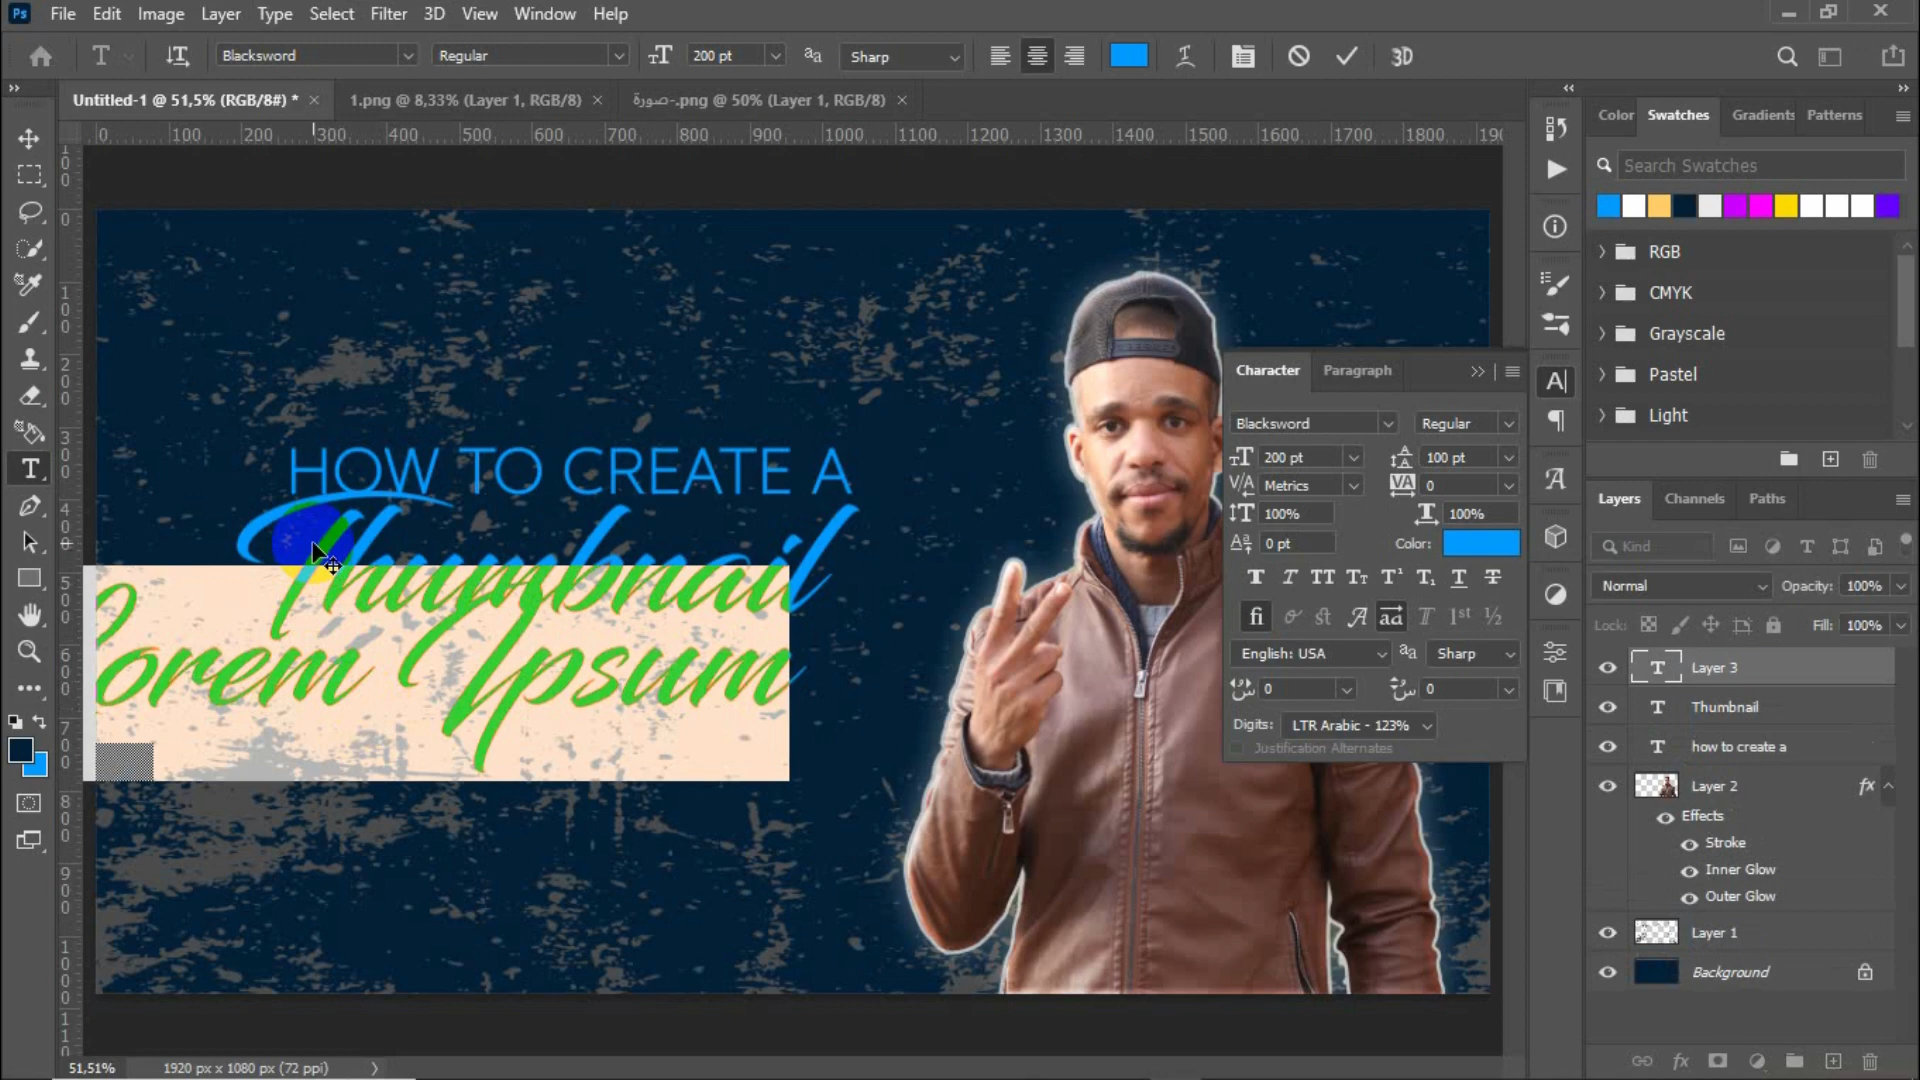 Ps File Edit Image Layer Type Select Filter 3D View Window Help
Blacksword Regular 200 pt Sharp 3D
Untitled-1 @ 51,5% (RGB/8#) * 1.png @ 8,33% (Layer 1, RGB/8) صورة-.png @ 50% (Layer 1, RGB/8)
0 100 200 300 400 500 600 700 800 900 1000 1100 1200 1300 1400 1500 1600 1700 1800
Color Swatches Gradients Patterns
Search Swatches
RGB
CMYK
Grayscale
Pastel
Light
HOW TO CREATE A
Thumbnail
Lorem Ipsum
Character Paragraph
Blacksword Regular
200 pt 100 pt
Metrics 0
100% 100%
0 pt Color:
English: USA Sharp
0 0
Digits: LTR Arabic - 123%
Justification Alternates
Layers Channels Paths
Kind
Normal Opacity: 100%
Lock: Fill: 100%
Layer 3
Thumbnail
how to create a
Layer 2 fx
Effects
Stroke
Inner Glow
Outer Glow
Layer 1
Background
51,51% 1920 px x 1080 px (72 ppi)